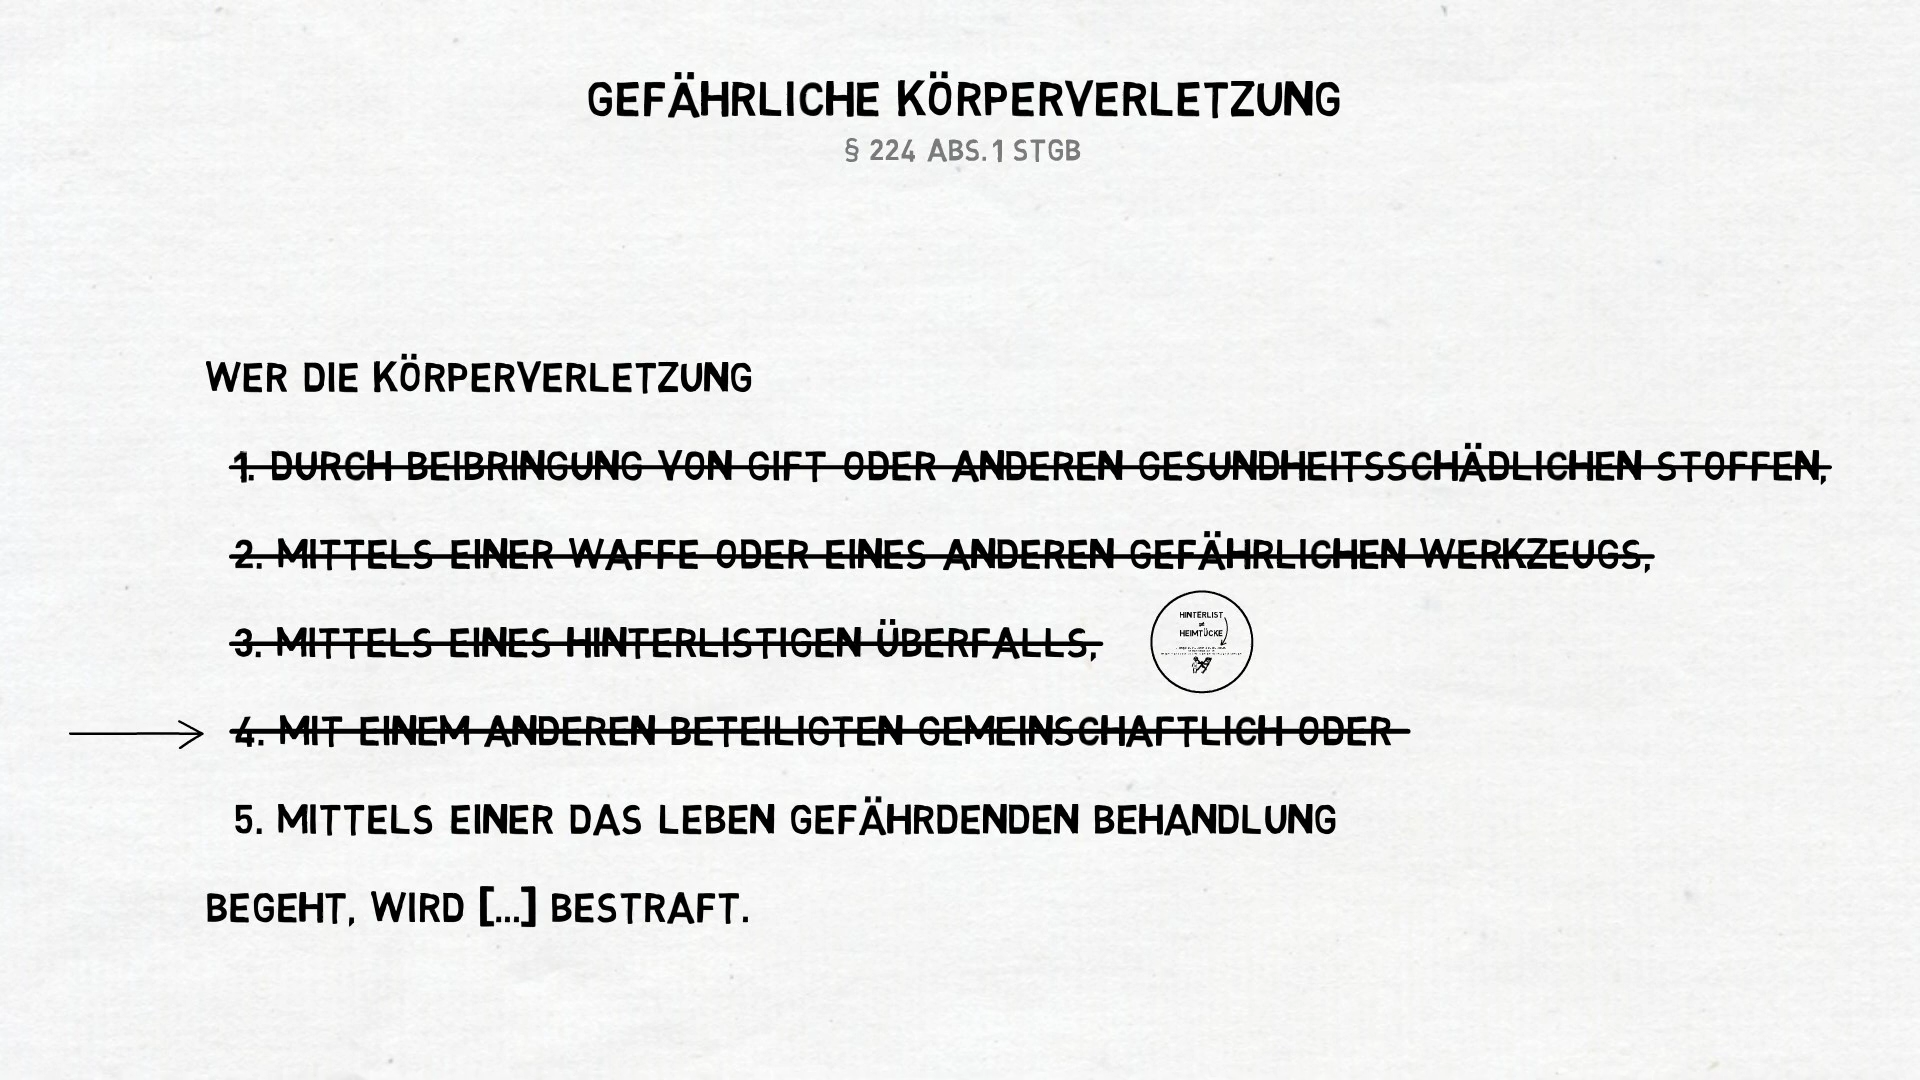 GEFÄHRLICHE KÖRPERVERLETZUNG
§ 224 ABS. 1 STGB
WER DIE KÖRPERVERLETZUNG
1. DURCH BEIBRINGUNG VON GIFT ODER ANDEREN GESUNDHEITSSCHÄDLICHEN STOFFEN,
2. MITTELS EINER WAFFE ODER EINES ANDEREN GEFÄHRLICHEN WERKZEUGS,
3. MITTELS EINES HINTERLISTIGEN ÜBERFALLS,
HINTERLIST
≠
HEIMTÜCKE
4. MIT EINEM ANDEREN BETEILIGTEN GEMEINSCHAFTLICH ODER
5. MITTELS EINER DAS LEBEN GEFÄHRDENDEN BEHANDLUNG
BEGEHT, WIRD [...] BESTRAFT.